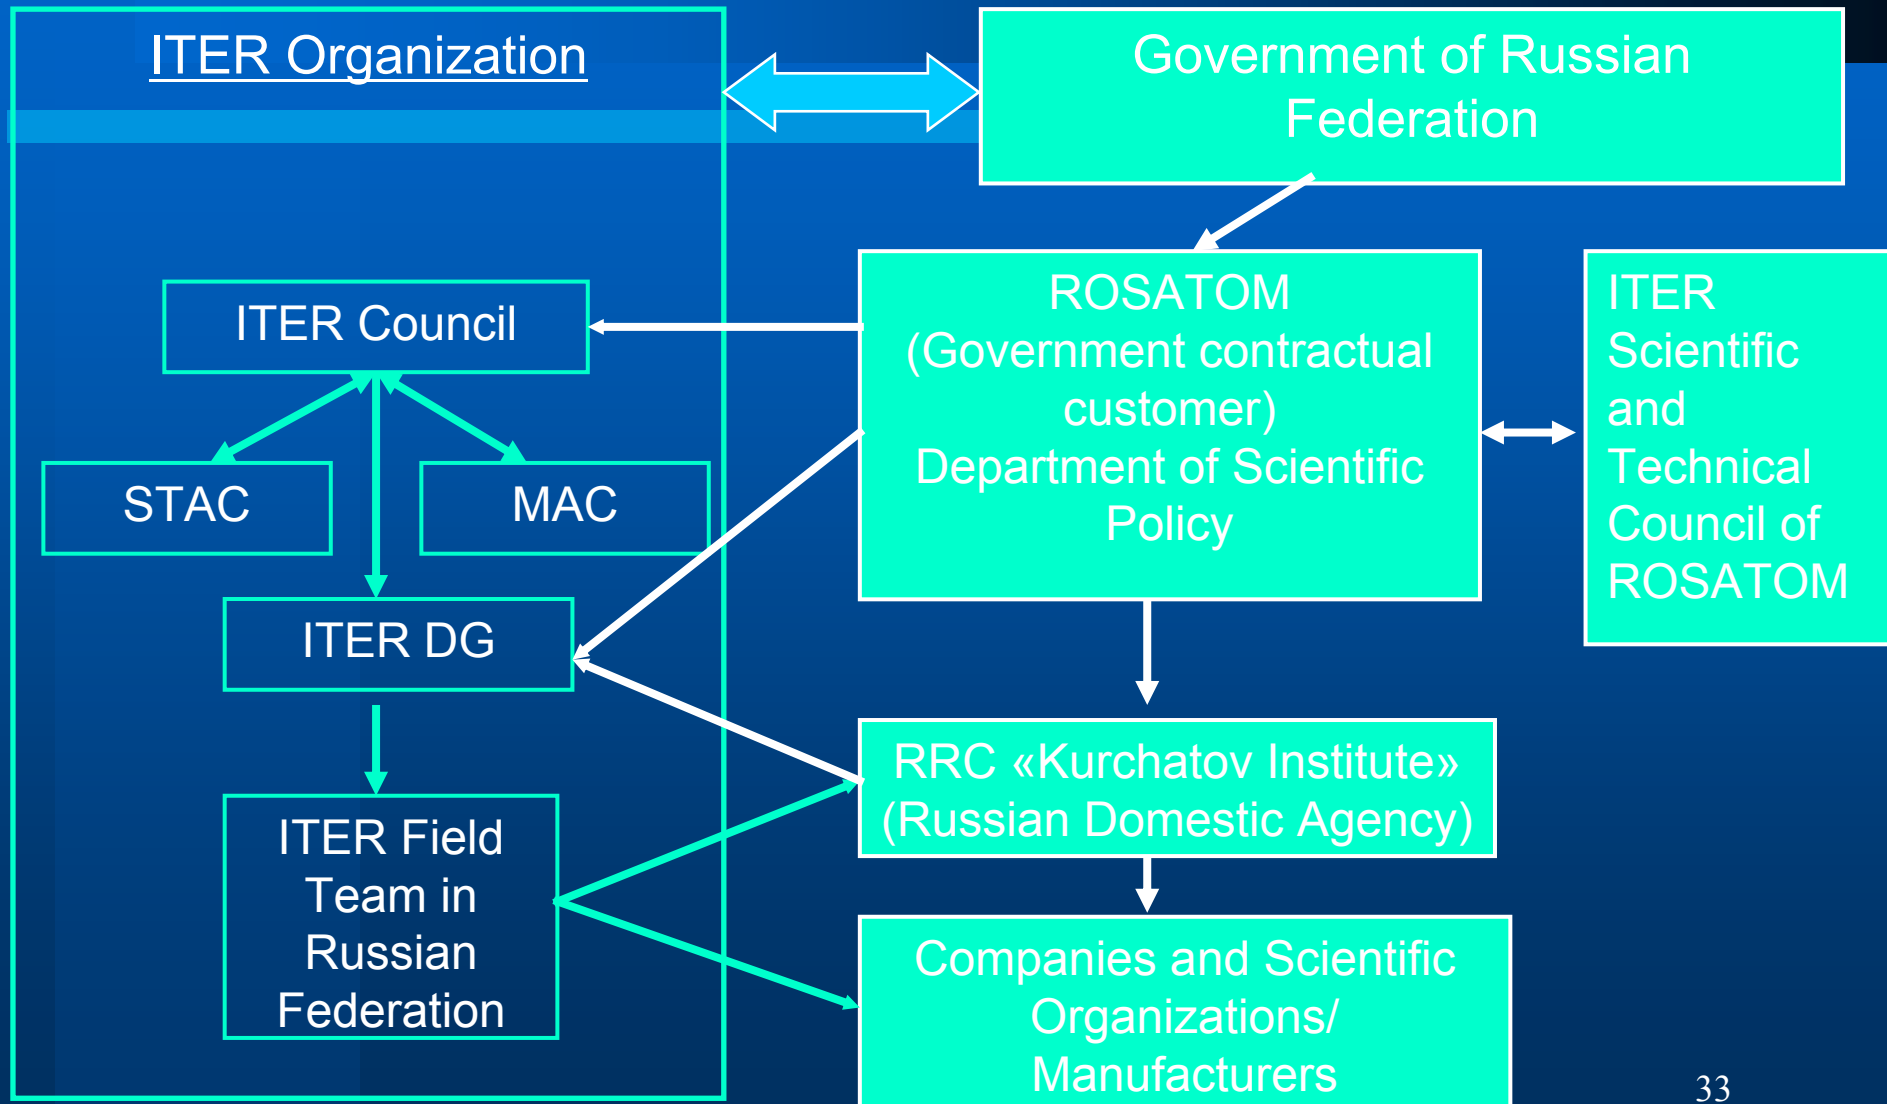 ITER Organization
Government of Russian
Federation
ITER Council
STAC
MAC
ITER DG
ITER Field
Team in
Russian
Federation
ROSATOM
(Government contractual
customer)
Department of Scientific
Policy
ITER
Scientific
and
Technical
Council of
ROSATOM
RRC «Kurchatov Institute»
(Russian Domestic Agency)
Companies and Scientific
Organizations/
Manufacturers
33